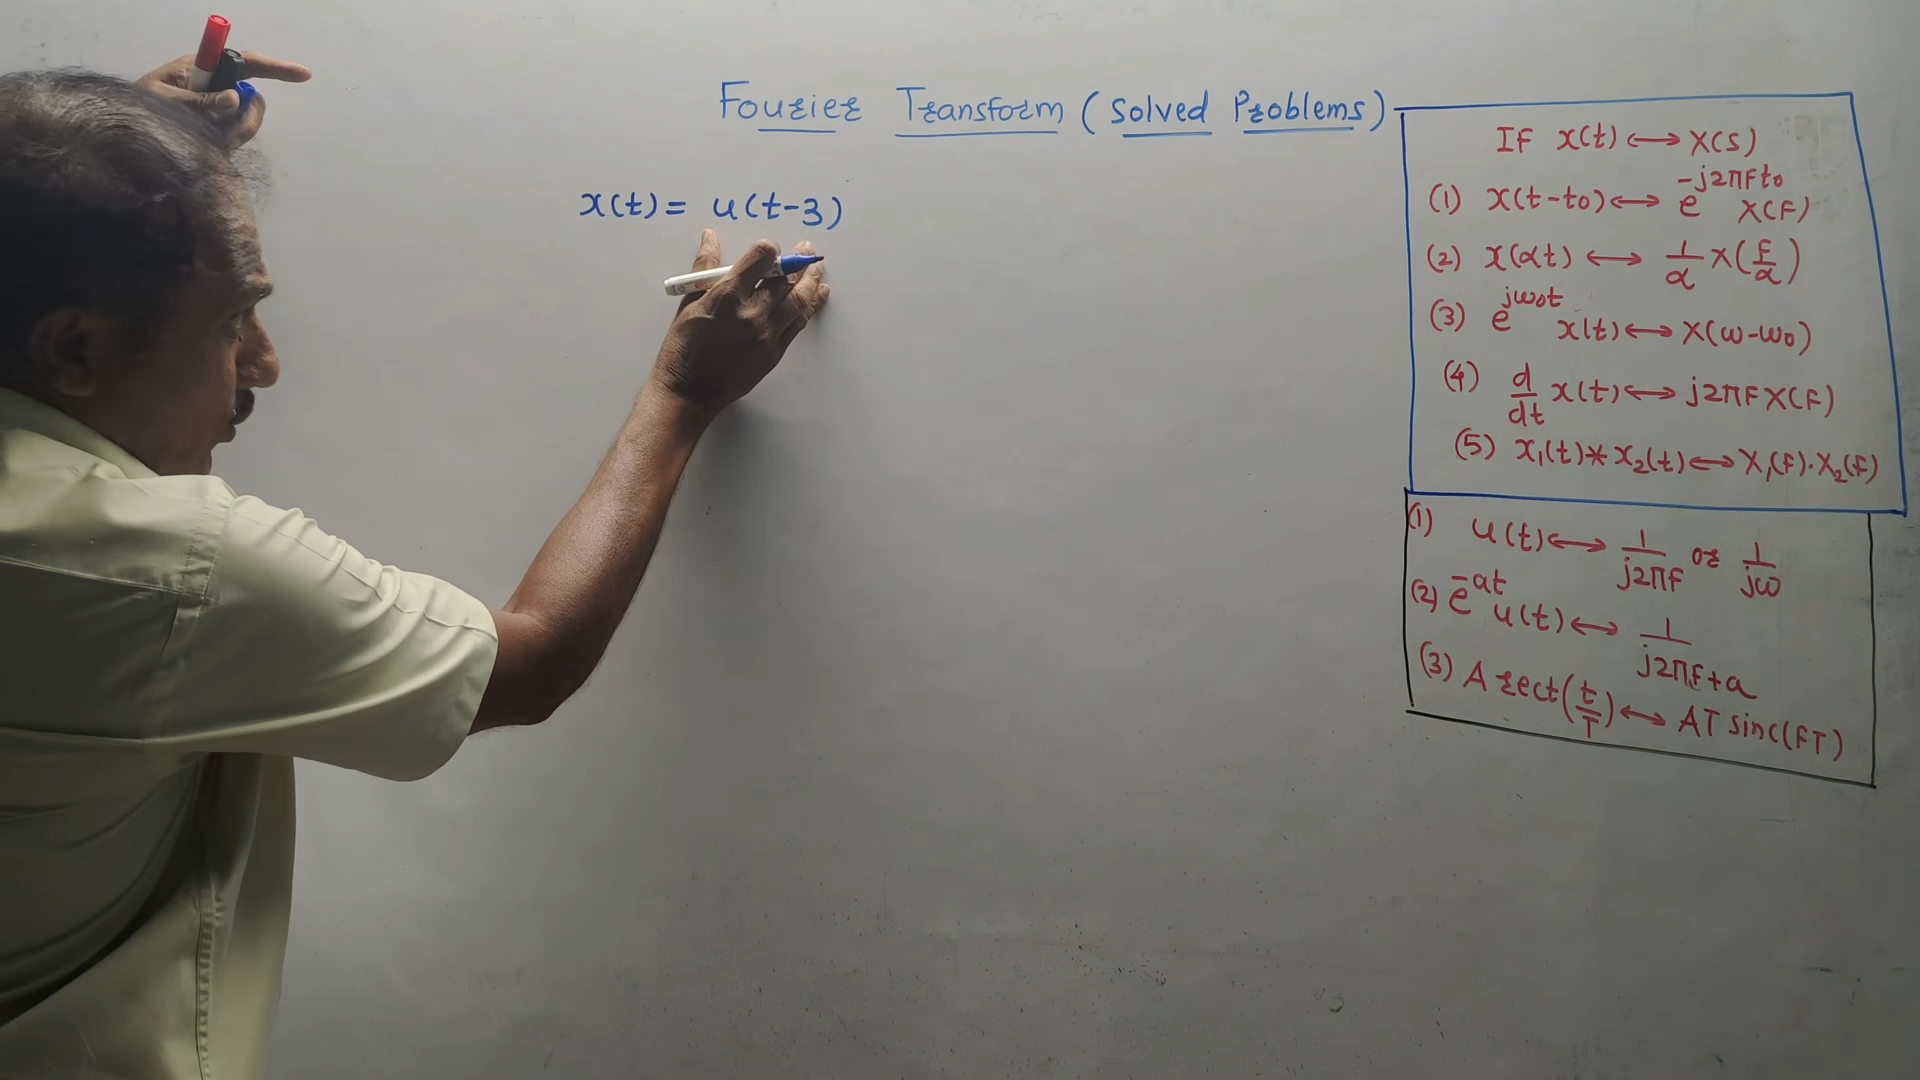 Fourier Transform (Solved Problems)
x(t) = u(t-3)
IF x(t) ⟷ X(S)
(1) x(t-t0) ⟷ e^-j2πFt0 X(F)
(2) x(αt) ⟷ 1/α X(F/α)
(3) e^jω0t x(t) ⟷ X(ω-ω0)
(4) d/dt x(t) ⟷ j2πF X(F)
(5) x1(t)*x2(t) ⟷ X1(F).X2(F)
(1) u(t) ⟷ 1/j2πF or 1/jω
(2) e^-at u(t) ⟷ 1/j2πF+a
(3) A rect(t/T) ⟷ AT sinc(FT)